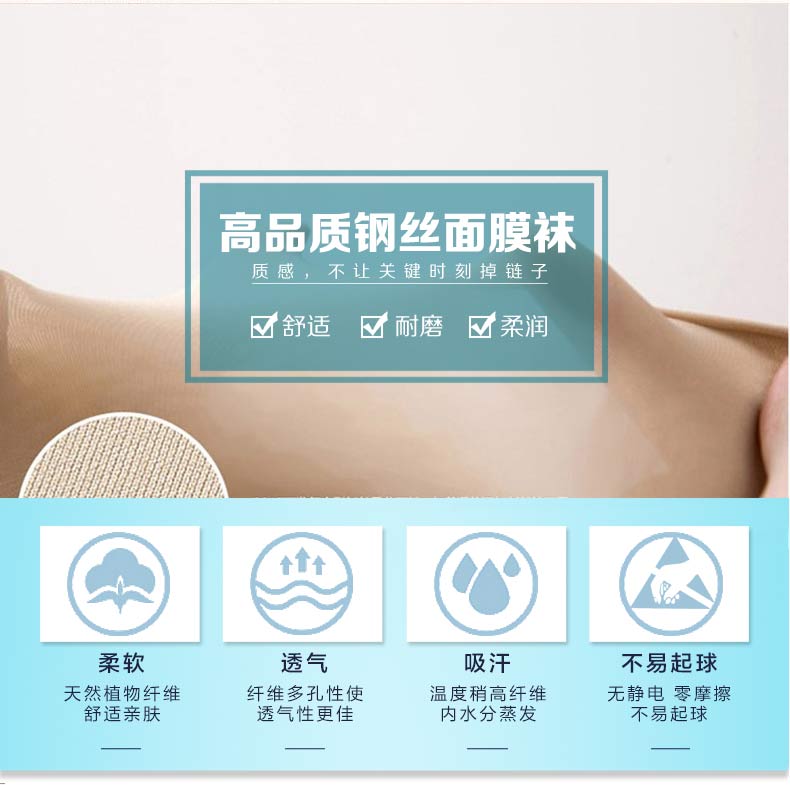 高品质钢丝面膜袜
质感，不让关键时刻掉链子
舒适 耐磨 柔润
柔软
天然植物纤维
舒适亲肤
透气
纤维多孔性使
透气性更佳
吸汗
温度稍高纤维
内水分蒸发
不易起球
无静电 零摩擦
不易起球